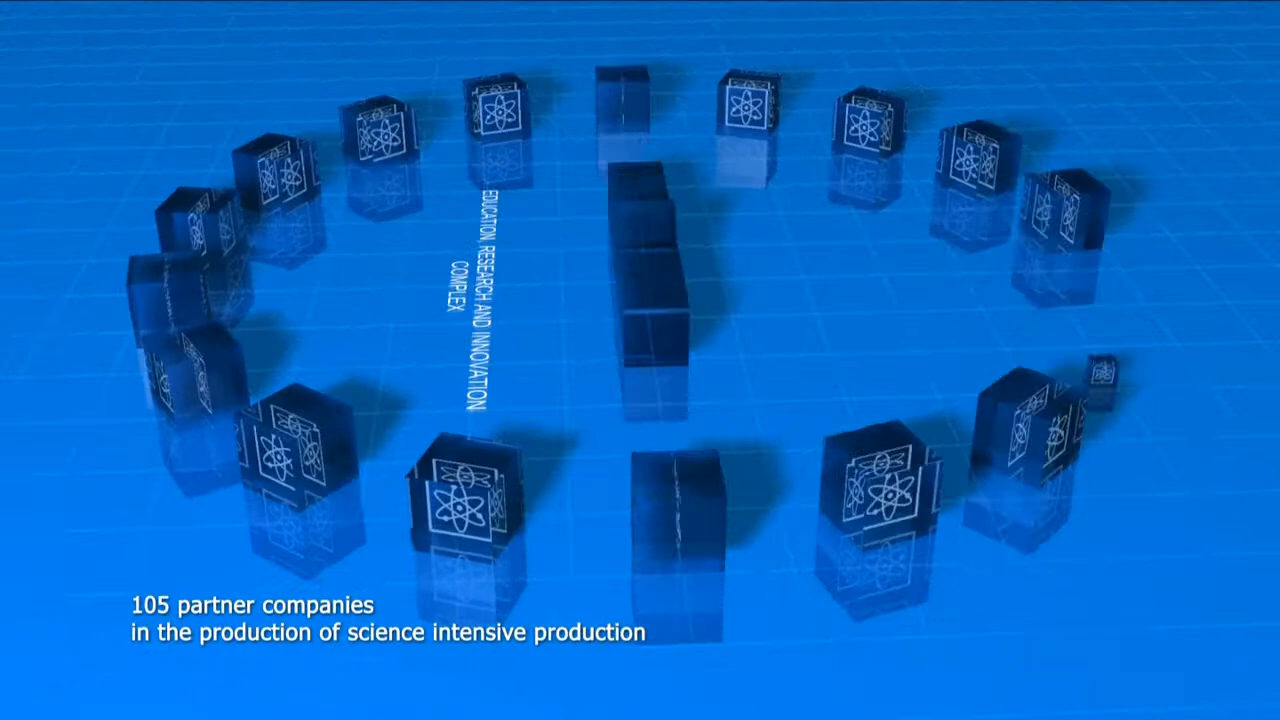 EDUCATION, RESEARCH AND INNOVATION
COMPLEX
105 partner companies
in the production of science intensive production